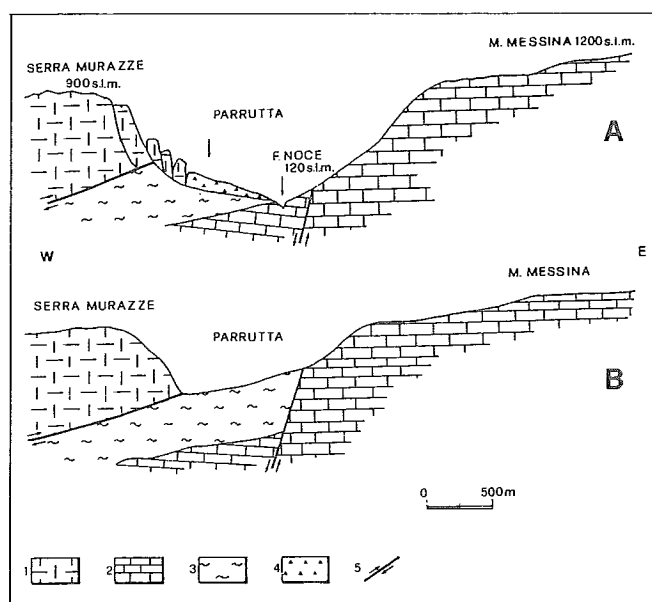 M. MESSINA 1200 s.l.m.
SERRA MURAZZE
900 s.l.m.
PARRUTTA
A
F. NOCE
120 s.l.m.
W
E
M. MESSINA
SERRA MURAZZE
PARRUTTA
B
0 500m
1 2 3 4 5